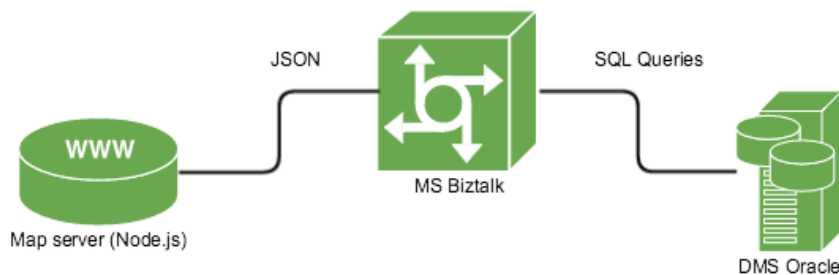 JSON
SQL Queries
WWW
MS Biztalk
Map server (Node.js)
DMS Oracle